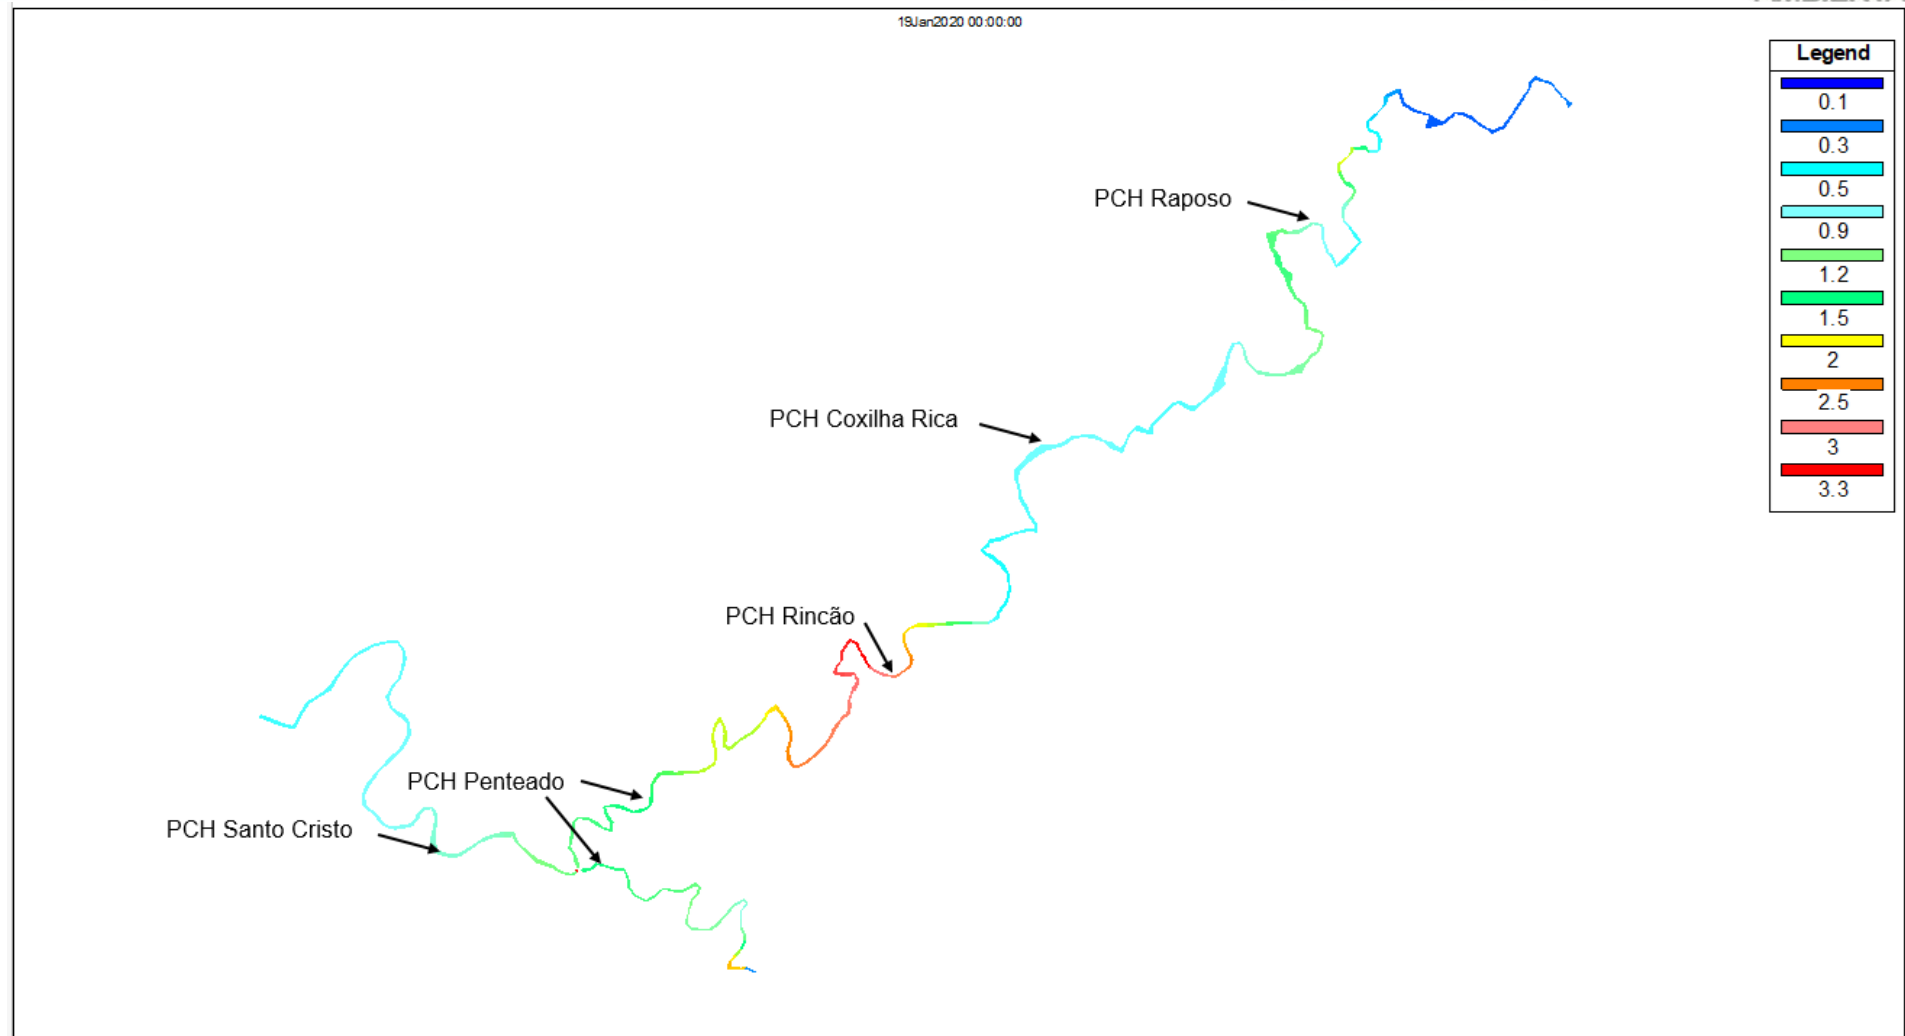 19Jan2020 00:00:00
Legend
0.1
0.3
0.5
0.9
1.2
1.5
2
2.5
3
3.3
PCH Raposo
PCH Coxilha Rica
PCH Rincão
PCH Penteado
PCH Santo Cristo